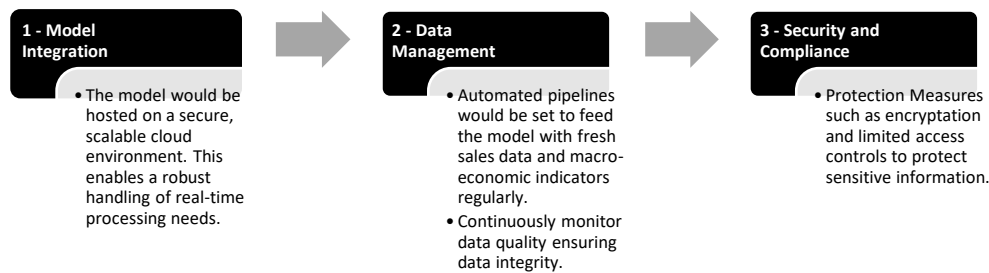 1 - Model
Integration
• The model would be
hosted on a secure,
scalable cloud
environment. This
enables a robust
handling of real-time
processing needs.
2 - Data
Management
• Automated pipelines
would be set to feed
the model with fresh
sales data and macro-
economic indicators
regularly.
• Continuously monitor
data quality ensuring
data integrity.
3 - Security and
Compliance
• Protection Measures
such as encryptation
and limited access
controls to protect
sensitive information.